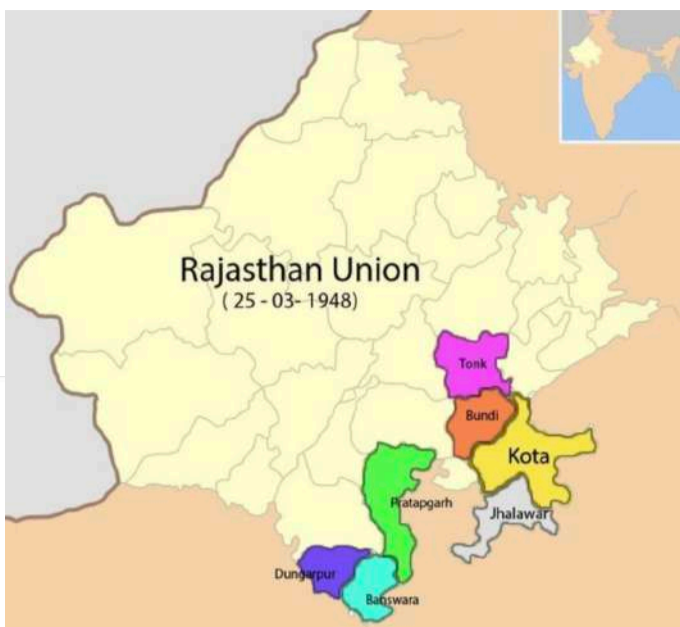 Rajasthan Union
( 25 - 03- 1948)
Tonk
Bundi
Kota
Pratapgarh
Jhalawar
Dungarpur
Banswara